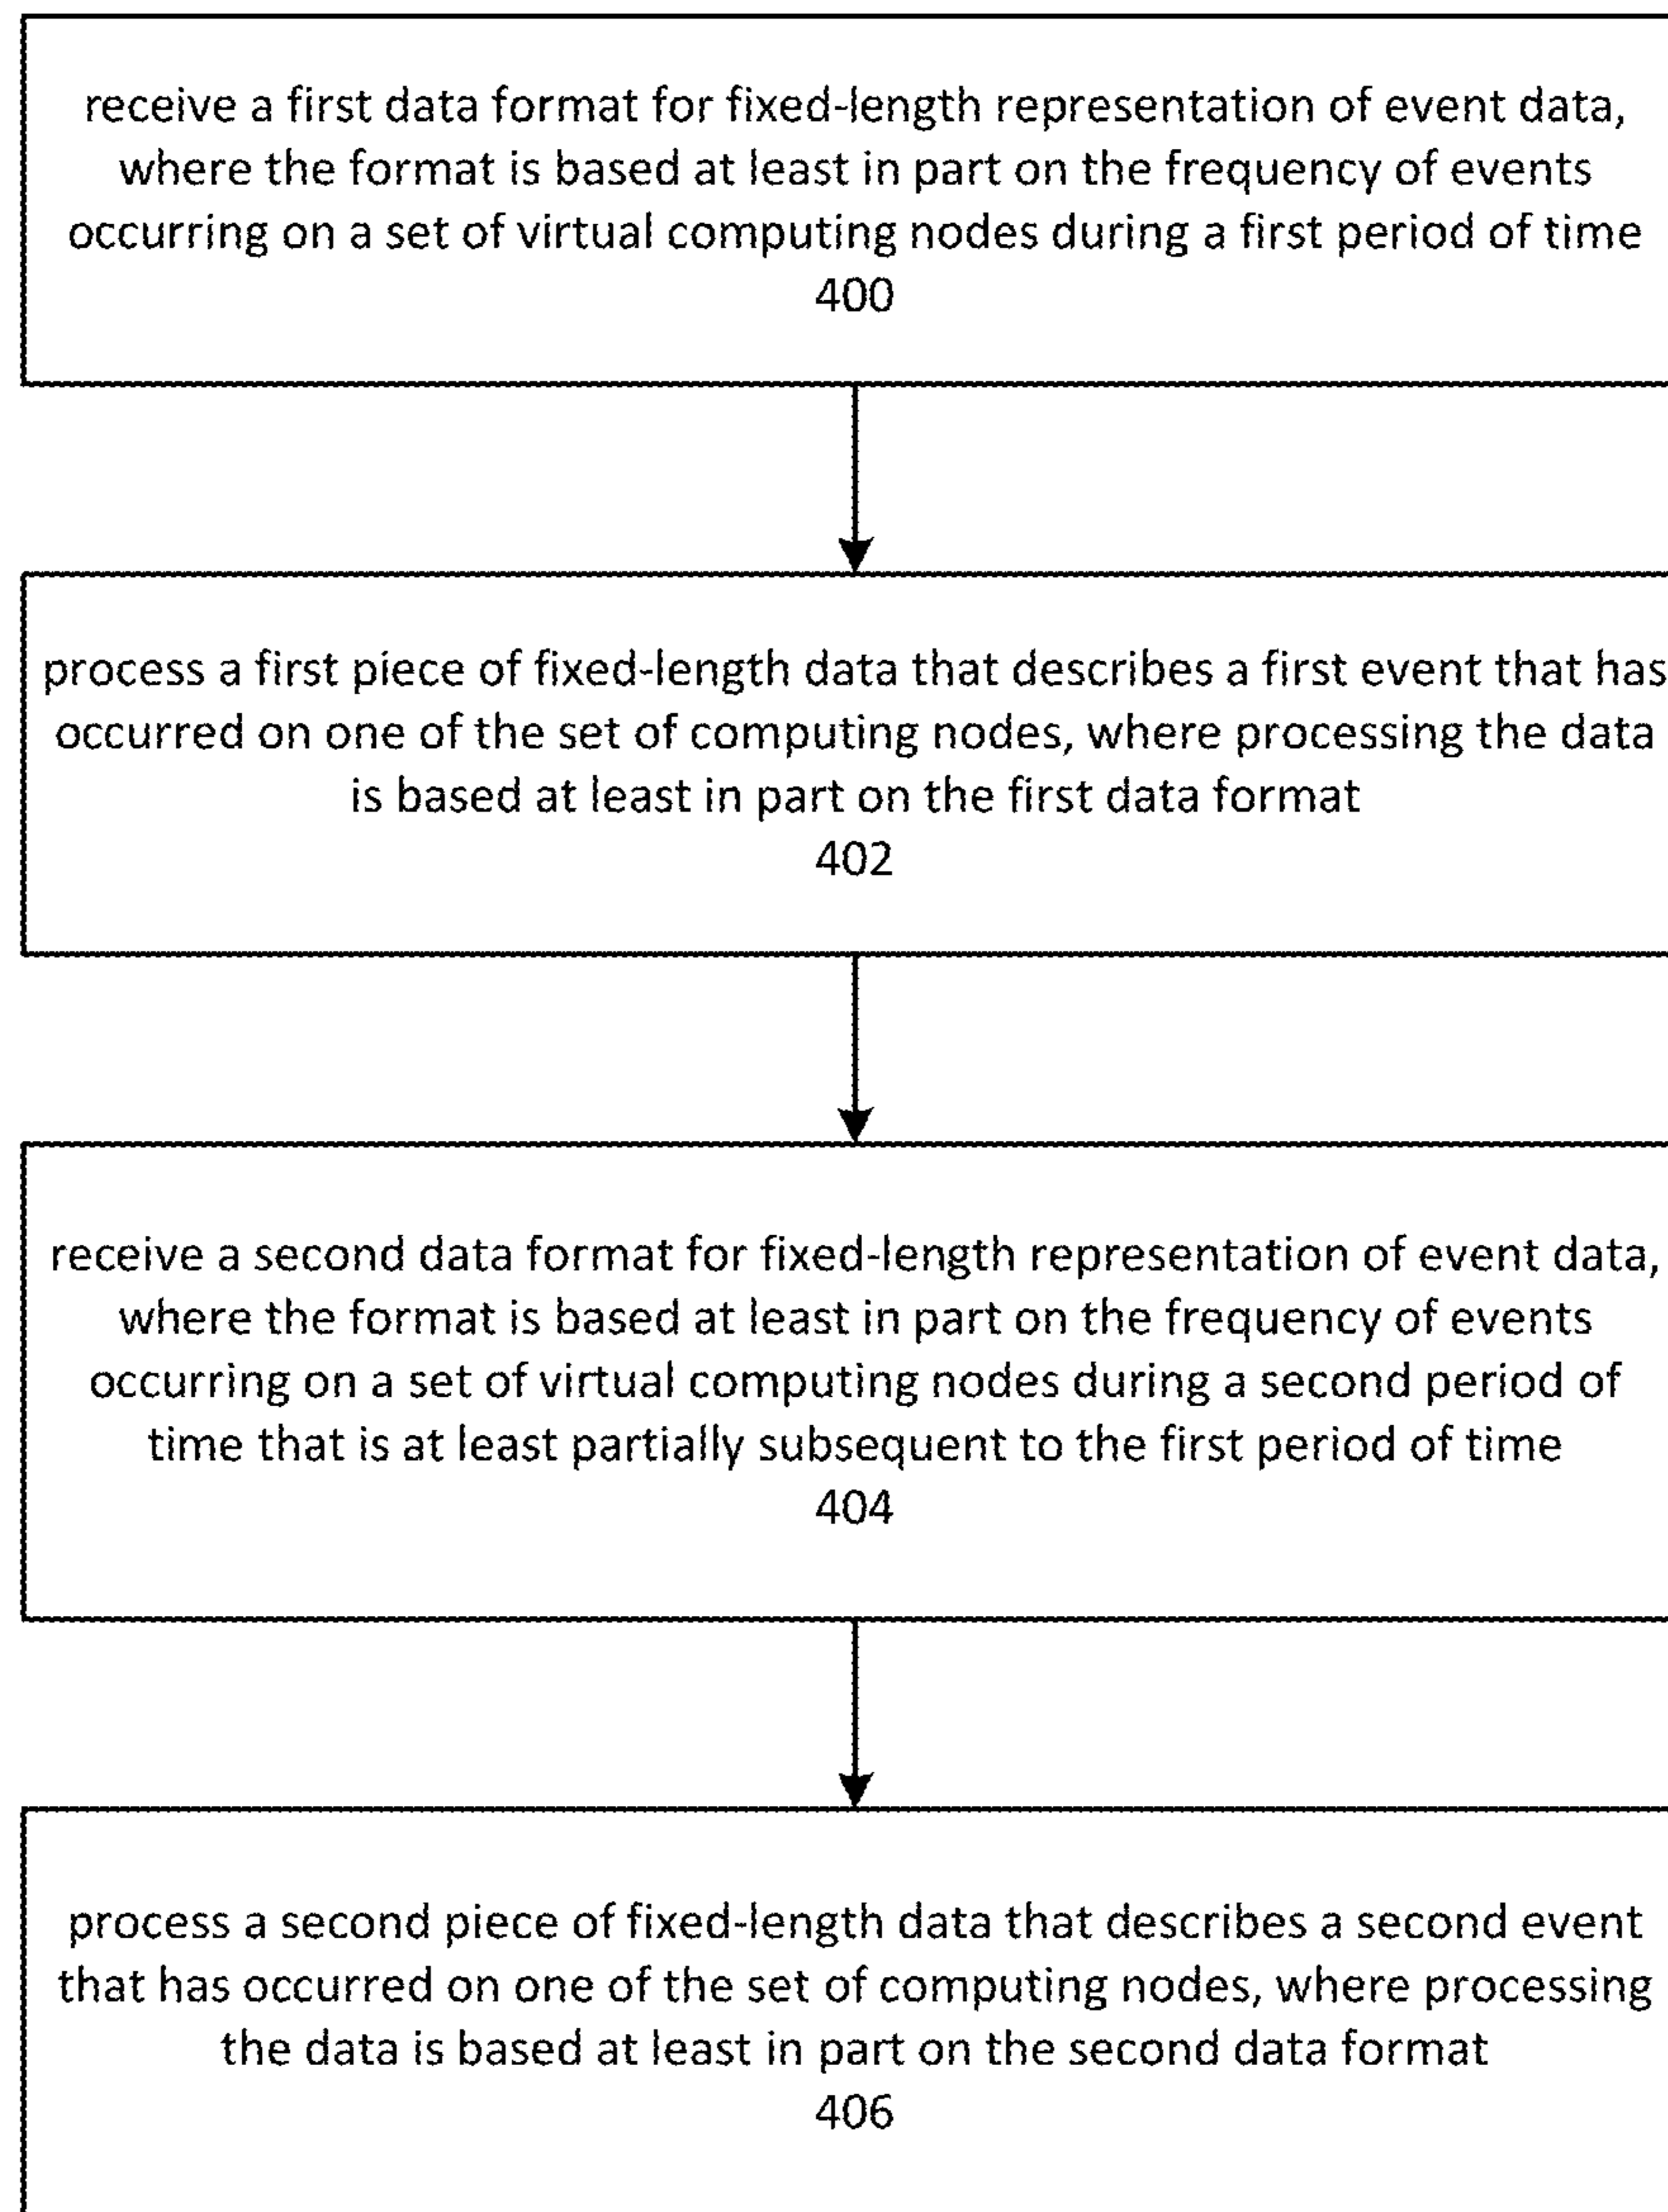 receive a first data format for fixed-length representation of event data,
where the format is based at least in part on the frequency of events
occurring on a set of virtual computing nodes during a first period of time
400
process a first piece of fixed-length data that describes a first event that has
occurred on one of the set of computing nodes, where processing the data
is based at least in part on the first data format
402
receive a second data format for fixed-length representation of event data,
where the format is based at least in part on the frequency of events
occurring on a set of virtual computing nodes during a second period of
time that is at least partially subsequent to the first period of time
404
process a second piece of fixed-length data that describes a second event
that has occurred on one of the set of computing nodes, where processing
the data is based at least in part on the second data format
406